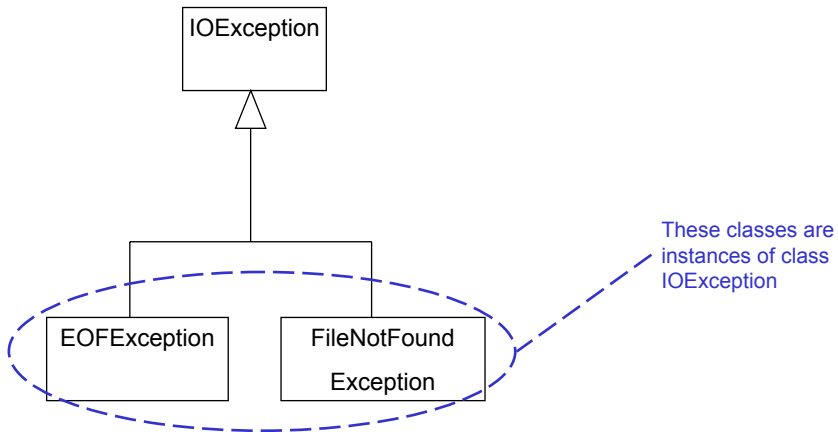 IOException
These classes are
instances of class
IOException
EOFException
FileNotFound
Exception